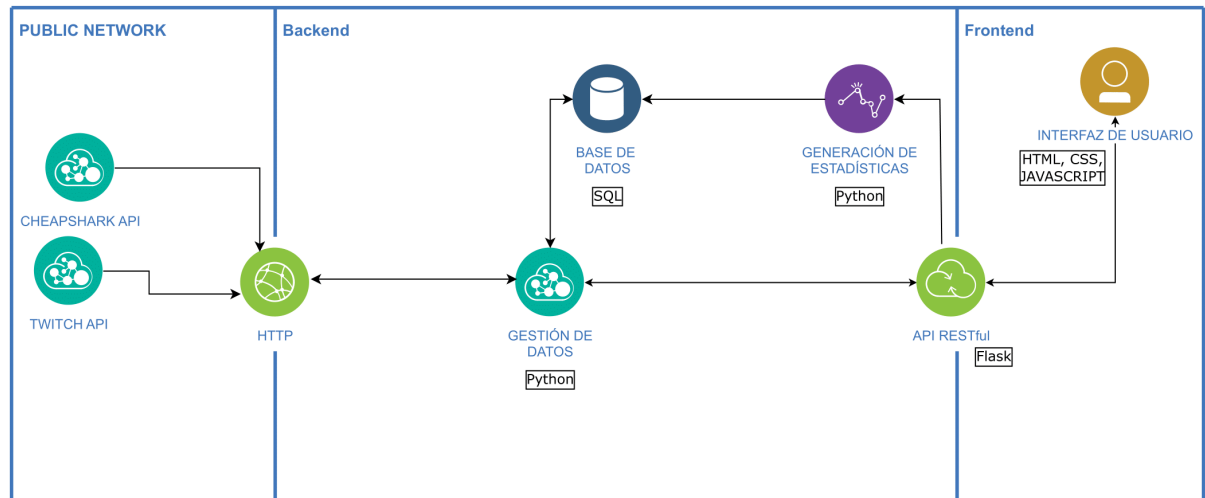 PUBLIC NETWORK
Backend
Frontend
CHEAPSHARK API
TWITCH API
HTTP
BASE DE
DATOS
SQL
GENERACIÓN DE
ESTADÍSTICAS
Python
GESTIÓN DE
DATOS
Python
API RESTful
Flask
INTERFAZ DE USUARIO
HTML, CSS,
JAVASCRIPT